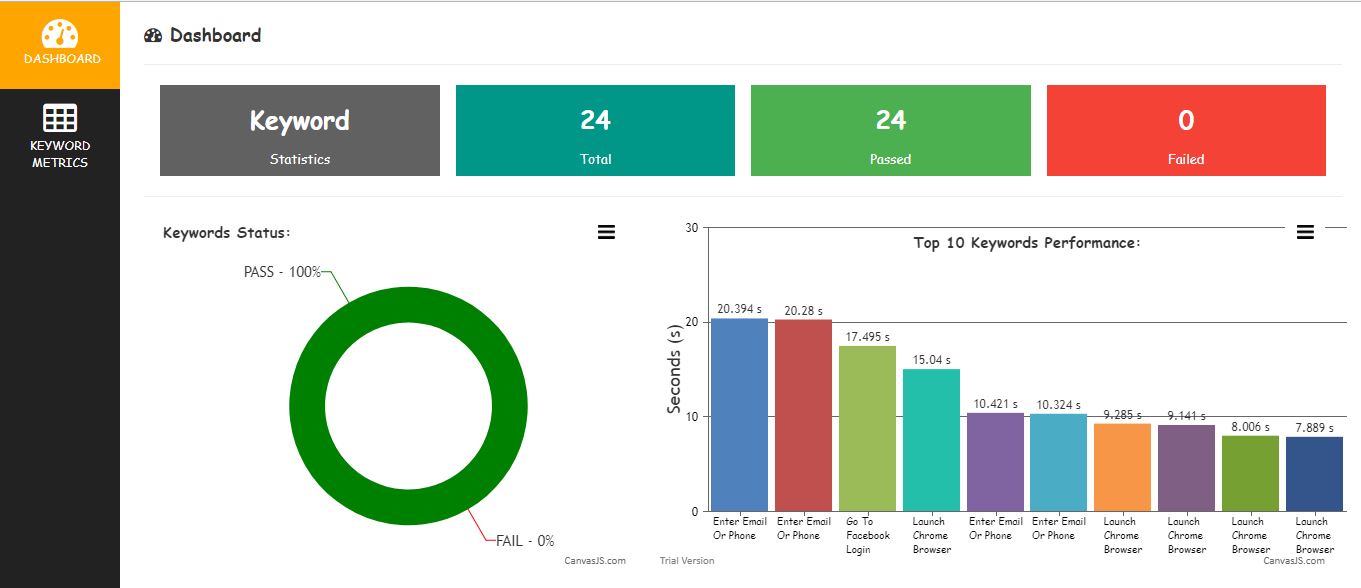 DASHBOARD
KEYWORD
METRICS
Dashboard
Keyword
Statistics
24
Total
24
Passed
0
Failed
Keywords Status:
PASS - 100%
FAIL - 0%
CanvasJS.com
Top 10 Keywords Performance:
Seconds (s)
30
20
10
0
20.394 s
20.28 s
17.495 s
15.04 s
10.421 s
10.324 s
9.285 s
9.141 s
8.006 s
7.889 s
Enter Email
Or Phone
Enter Email
Or Phone
Go To
Facebook
Login
Launch
Chrome
Browser
Enter Email
Or Phone
Enter Email
Or Phone
Launch
Chrome
Browser
Launch
Chrome
Browser
Launch
Chrome
Browser
Launch
Chrome
Browser
Trial Version
CanvasJS.com